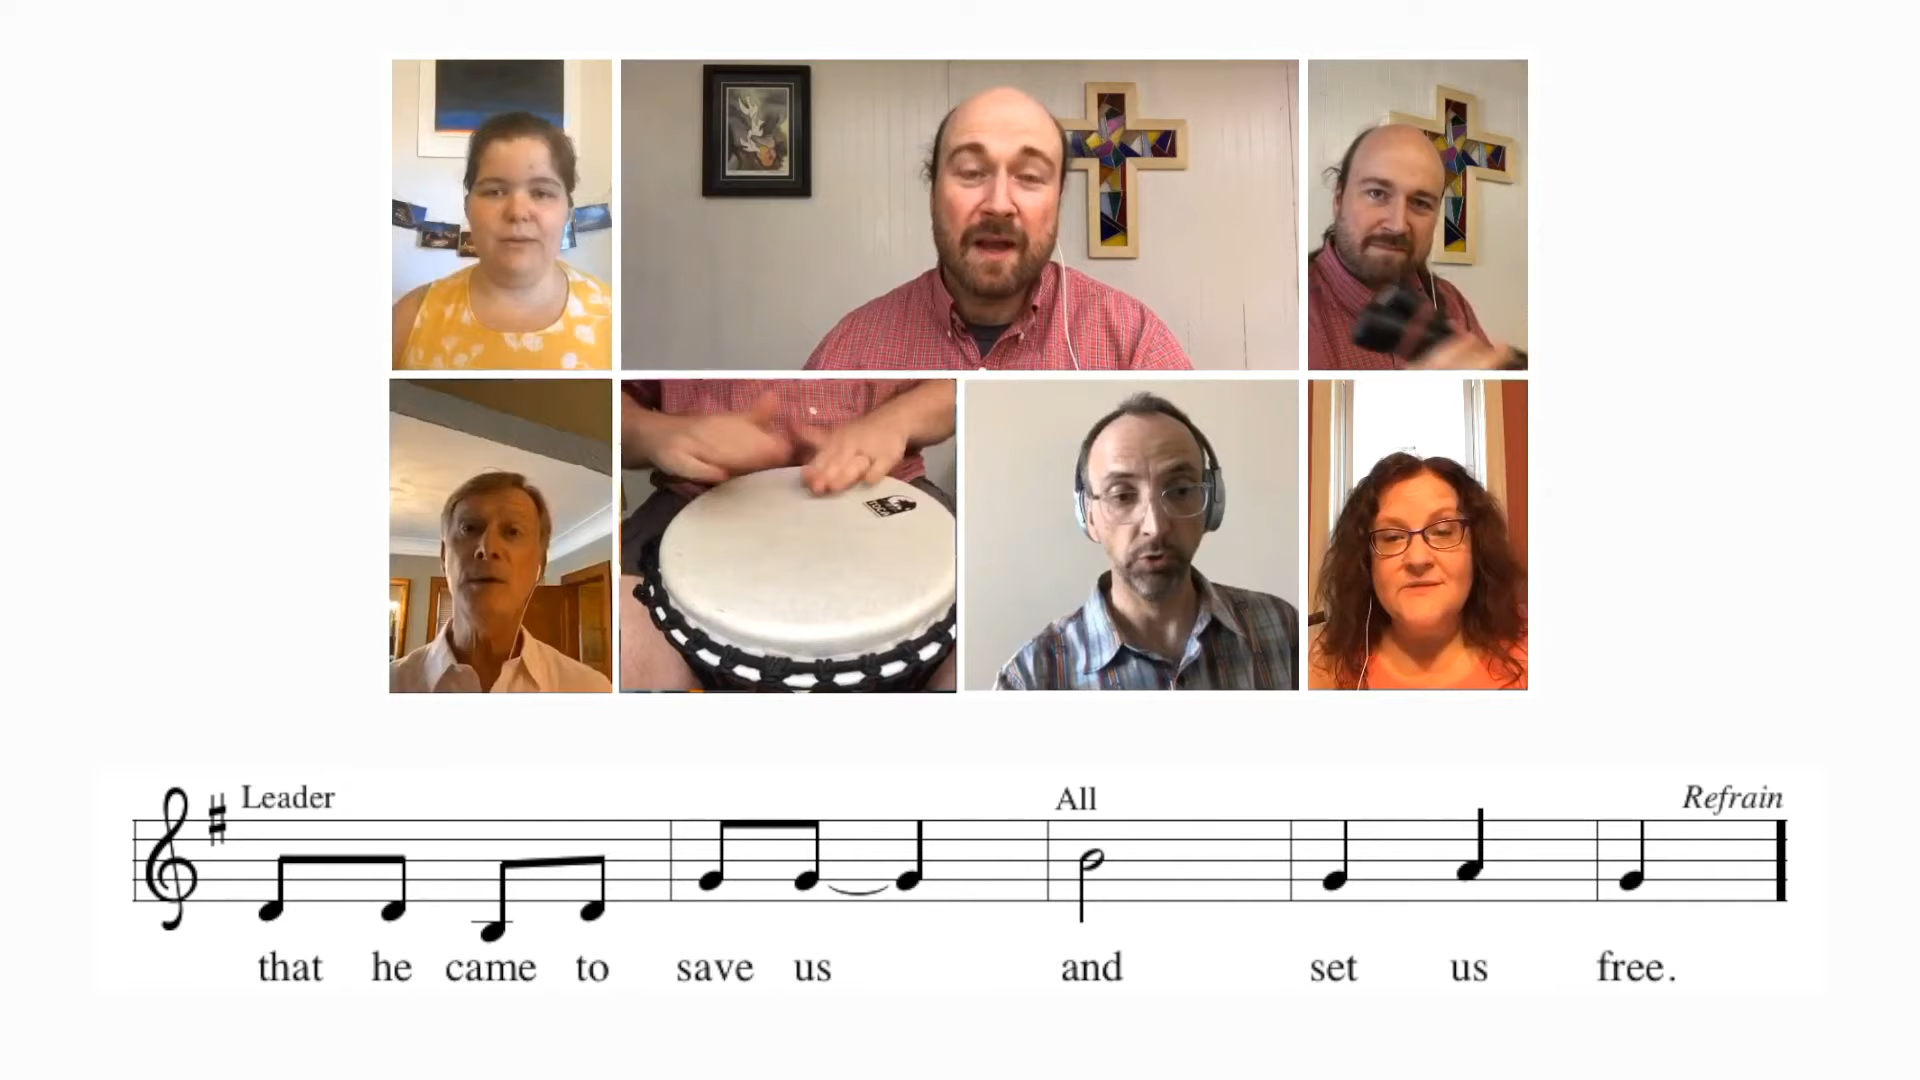 Leader
All
Refrain
that he came to save us and set us free.